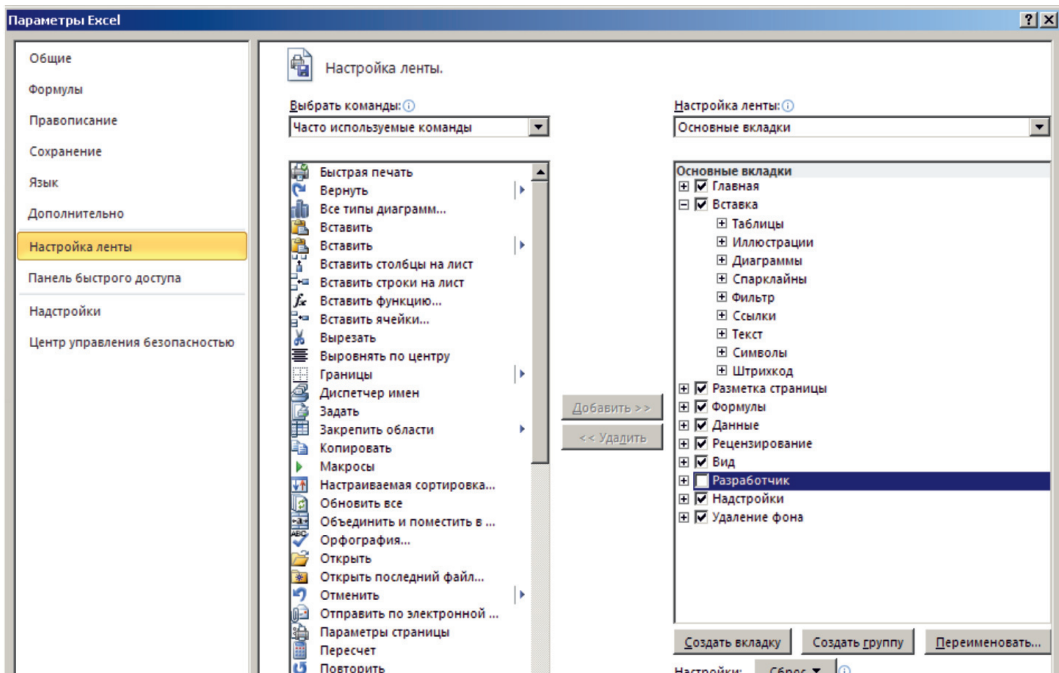 Параметры Excel
Общие
Формулы
Правописание
Сохранение
Язык
Дополнительно
Настройка ленты
Панель быстрого доступа
Надстройки
Центр управления безопасностью
Настройка ленты.
Выбрать команды:
Часто используемые команды
Быстрая печать
Вернуть
Все типы диаграмм...
Вставить
Вставить
Вставить столбцы на лист
Вставить строки на лист
Вставить функцию...
Вставить ячейки...
Вырезать
Выровнять по центру
Границы
Диспетчер имен
Задать
Закрепить области
Копировать
Макросы
Настраиваемая сортировка...
Обновить все
Объединить и поместить в ...
Орфография...
Открыть
Открыть последний файл...
Отменить
Отправить по электронной ...
Параметры страницы
Пересчет
Повторить
Добавить >>
<< Удалить
Настройка ленты:
Основные вкладки
Основные вкладки
Главная
Вставка
Таблицы
Иллюстрации
Диаграммы
Спарклайны
Фильтр
Ссылки
Текст
Символы
Штрихкод
Разметка страницы
Формулы
Данные
Рецензирование
Вид
Разработчик
Надстройки
Удаление фона
Создать вкладку
Создать группу
Переименовать...
Настройки:
Сброс